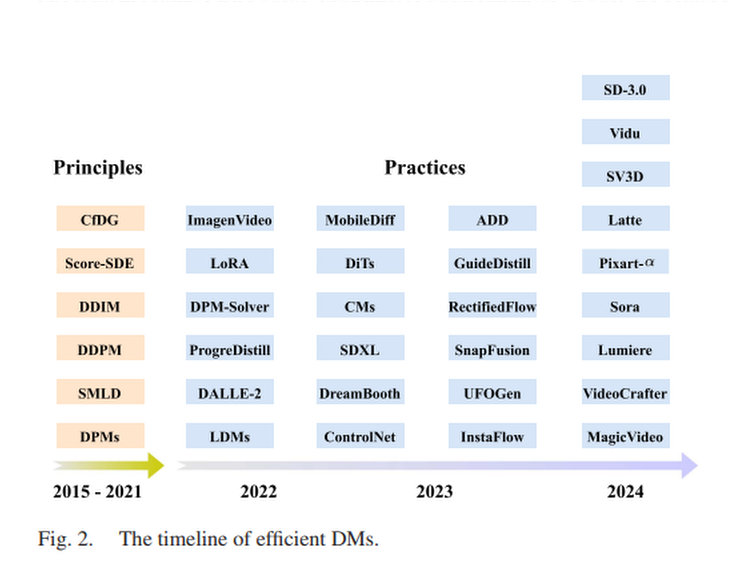 SD-3.0
Vidu
Principles
Practices
SV3D
CfDG
ImagenVideo
MobileDiff
ADD
Latte
Score-SDE
LoRA
DiTs
GuideDistill
Pixart-α
DDIM
DPM-Solver
CMs
RectifiedFlow
Sora
DDPM
ProgreDistill
SDXL
SnapFusion
Lumiere
SMLD
DALLE-2
DreamBooth
UFOGen
VideoCrafter
DPMs
LDMs
ControlNet
InstaFlow
MagicVideo
2015 - 2021
2022
2023
2024
Fig. 2. The timeline of efficient DMs.